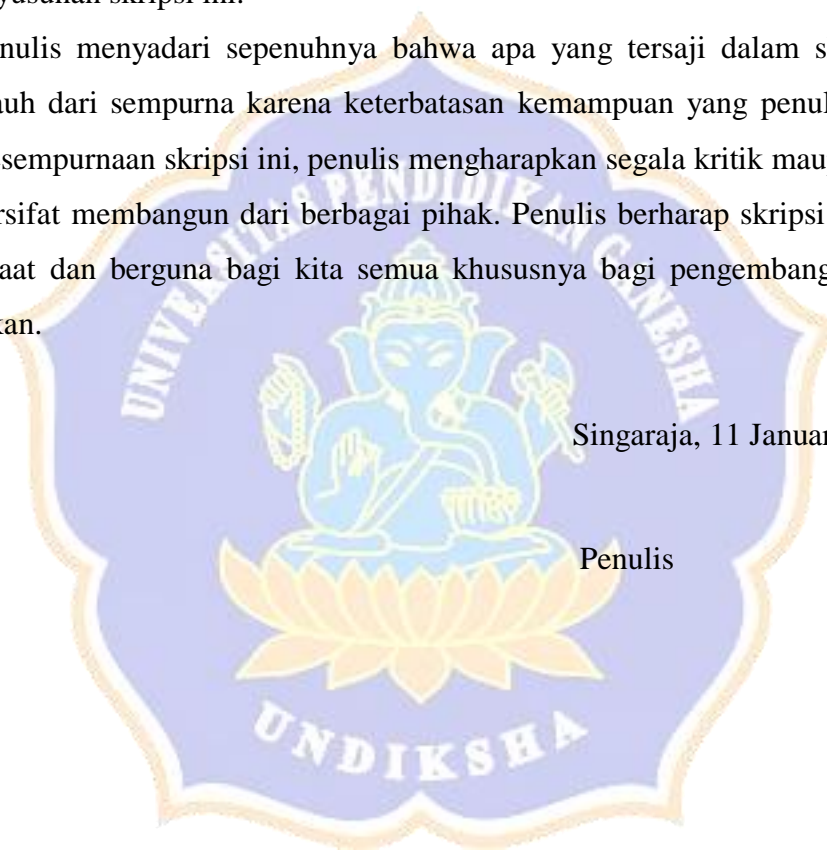 yusunan skripsi ini.
nulis menyadari sepenuhnya bahwa apa yang tersaji dalam s
uh dari sempurna karena keterbatasan kemampuan yang penul
sempurnaan skripsi ini, penulis mengharapkan segala kritik mau
rsifat membangun dari berbagai pihak. Penulis berharap skripsi
aat dan berguna bagi kita semua khususnya bagi pengembang
kan.
UNIVERSITAS PENDIDIKAN GANESHA
Singaraja, 11 Januar
Penulis
UNDIKSHA